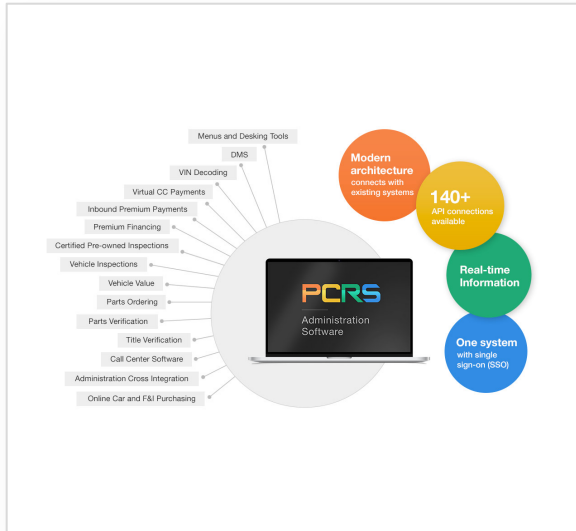 Menus and Desking Tools
DMS
VIN Decoding
Virtual CC Payments
Inbound Premium Payments
Premium Financing
Certified Pre-owned Inspections
Vehicle Inspections
Vehicle Value
Parts Ordering
Parts Verification
Title Verification
Call Center Software
Administration Cross Integration
Online Car and F&I Purchasing
PCRS
Administration
Software
Modern
architecture
connects with
existing systems
140+
API connections
available
Real-time
Information
One system
with single
sign-on (SSO)